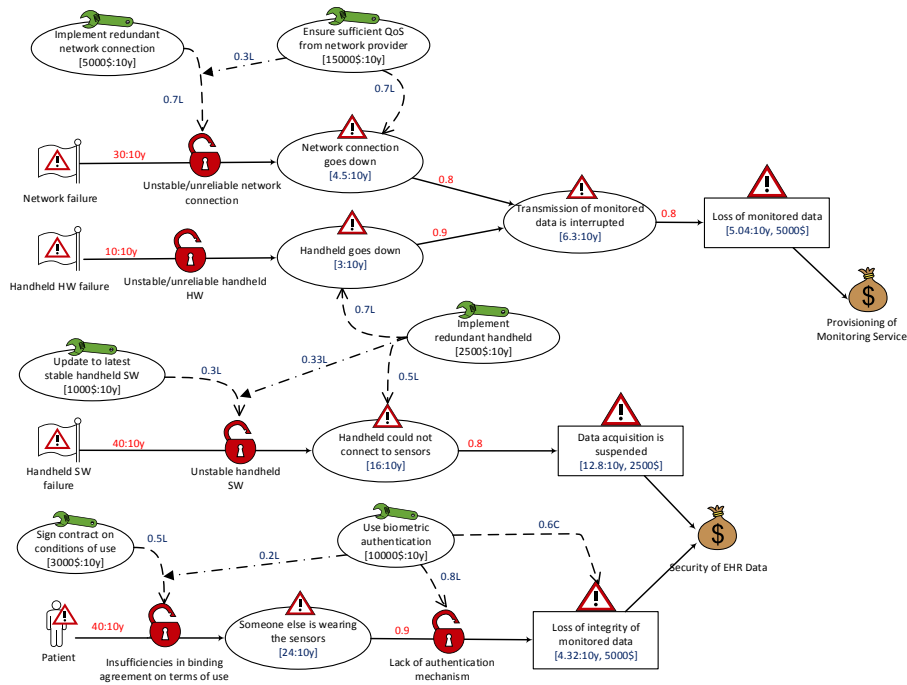 Implement redundant
network connection
[5000$:10y]
Ensure sufficient QoS
from network provider
[15000$:10y]
0.3L
0.7L
0.7L
30:10y
Network failure
Unstable/unreliable network
connection
Network connection
goes down
[4.5:10y]
0.8
Transmission of monitored
data is interrupted
[6.3:10y]
0.8
Loss of monitored data
[5.04:10y, 5000$]
10:10y
Handheld HW failure
Unstable/unreliable handheld
HW
Handheld goes down
[3:10y]
0.9
$
Provisioning of
Monitoring Service
0.7L
Implement
redundant handheld
[2500$:10y]
Update to latest
stable handheld SW
[1000$:10y]
0.3L
0.33L
0.5L
40:10y
Handheld SW
failure
Unstable handheld
SW
Handheld could not
connect to sensors
[16:10y]
0.8
Data acquisition is
suspended
[12.8:10y, 2500$]
Sign contract on
conditions of use
[3000$:10y]
0.5L
0.2L
Use biometric
authentication
[10000$:10y]
0.6C
0.8L
$
Security of EHR Data
40:10y
Patient
Insufficiencies in binding
agreement on terms of use
Someone else is wearing
the sensors
[24:10y]
0.9
Lack of authentication
mechanism
Loss of integrity of
monitored data
[4.32:10y, 5000$]